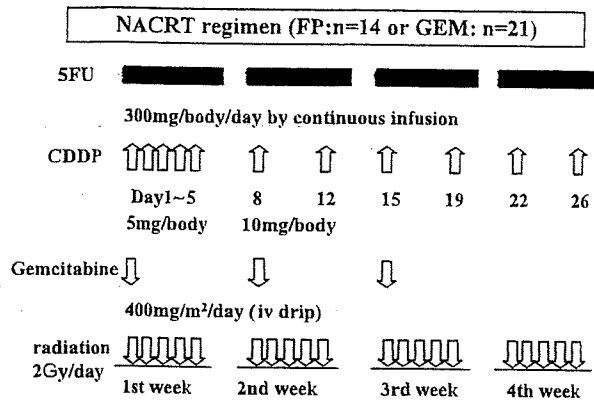 NACRT regimen (FP:n=14 or GEM: n=21)
5FU
300mg/body/day by continuous infusion
CDDP
Day1~5 8 12 15 19 22 26
5mg/body 10mg/body
Gemcitabine
400mg/m²/day (iv drip)
radiation
2Gy/day
1st week 2nd week 3rd week 4th week